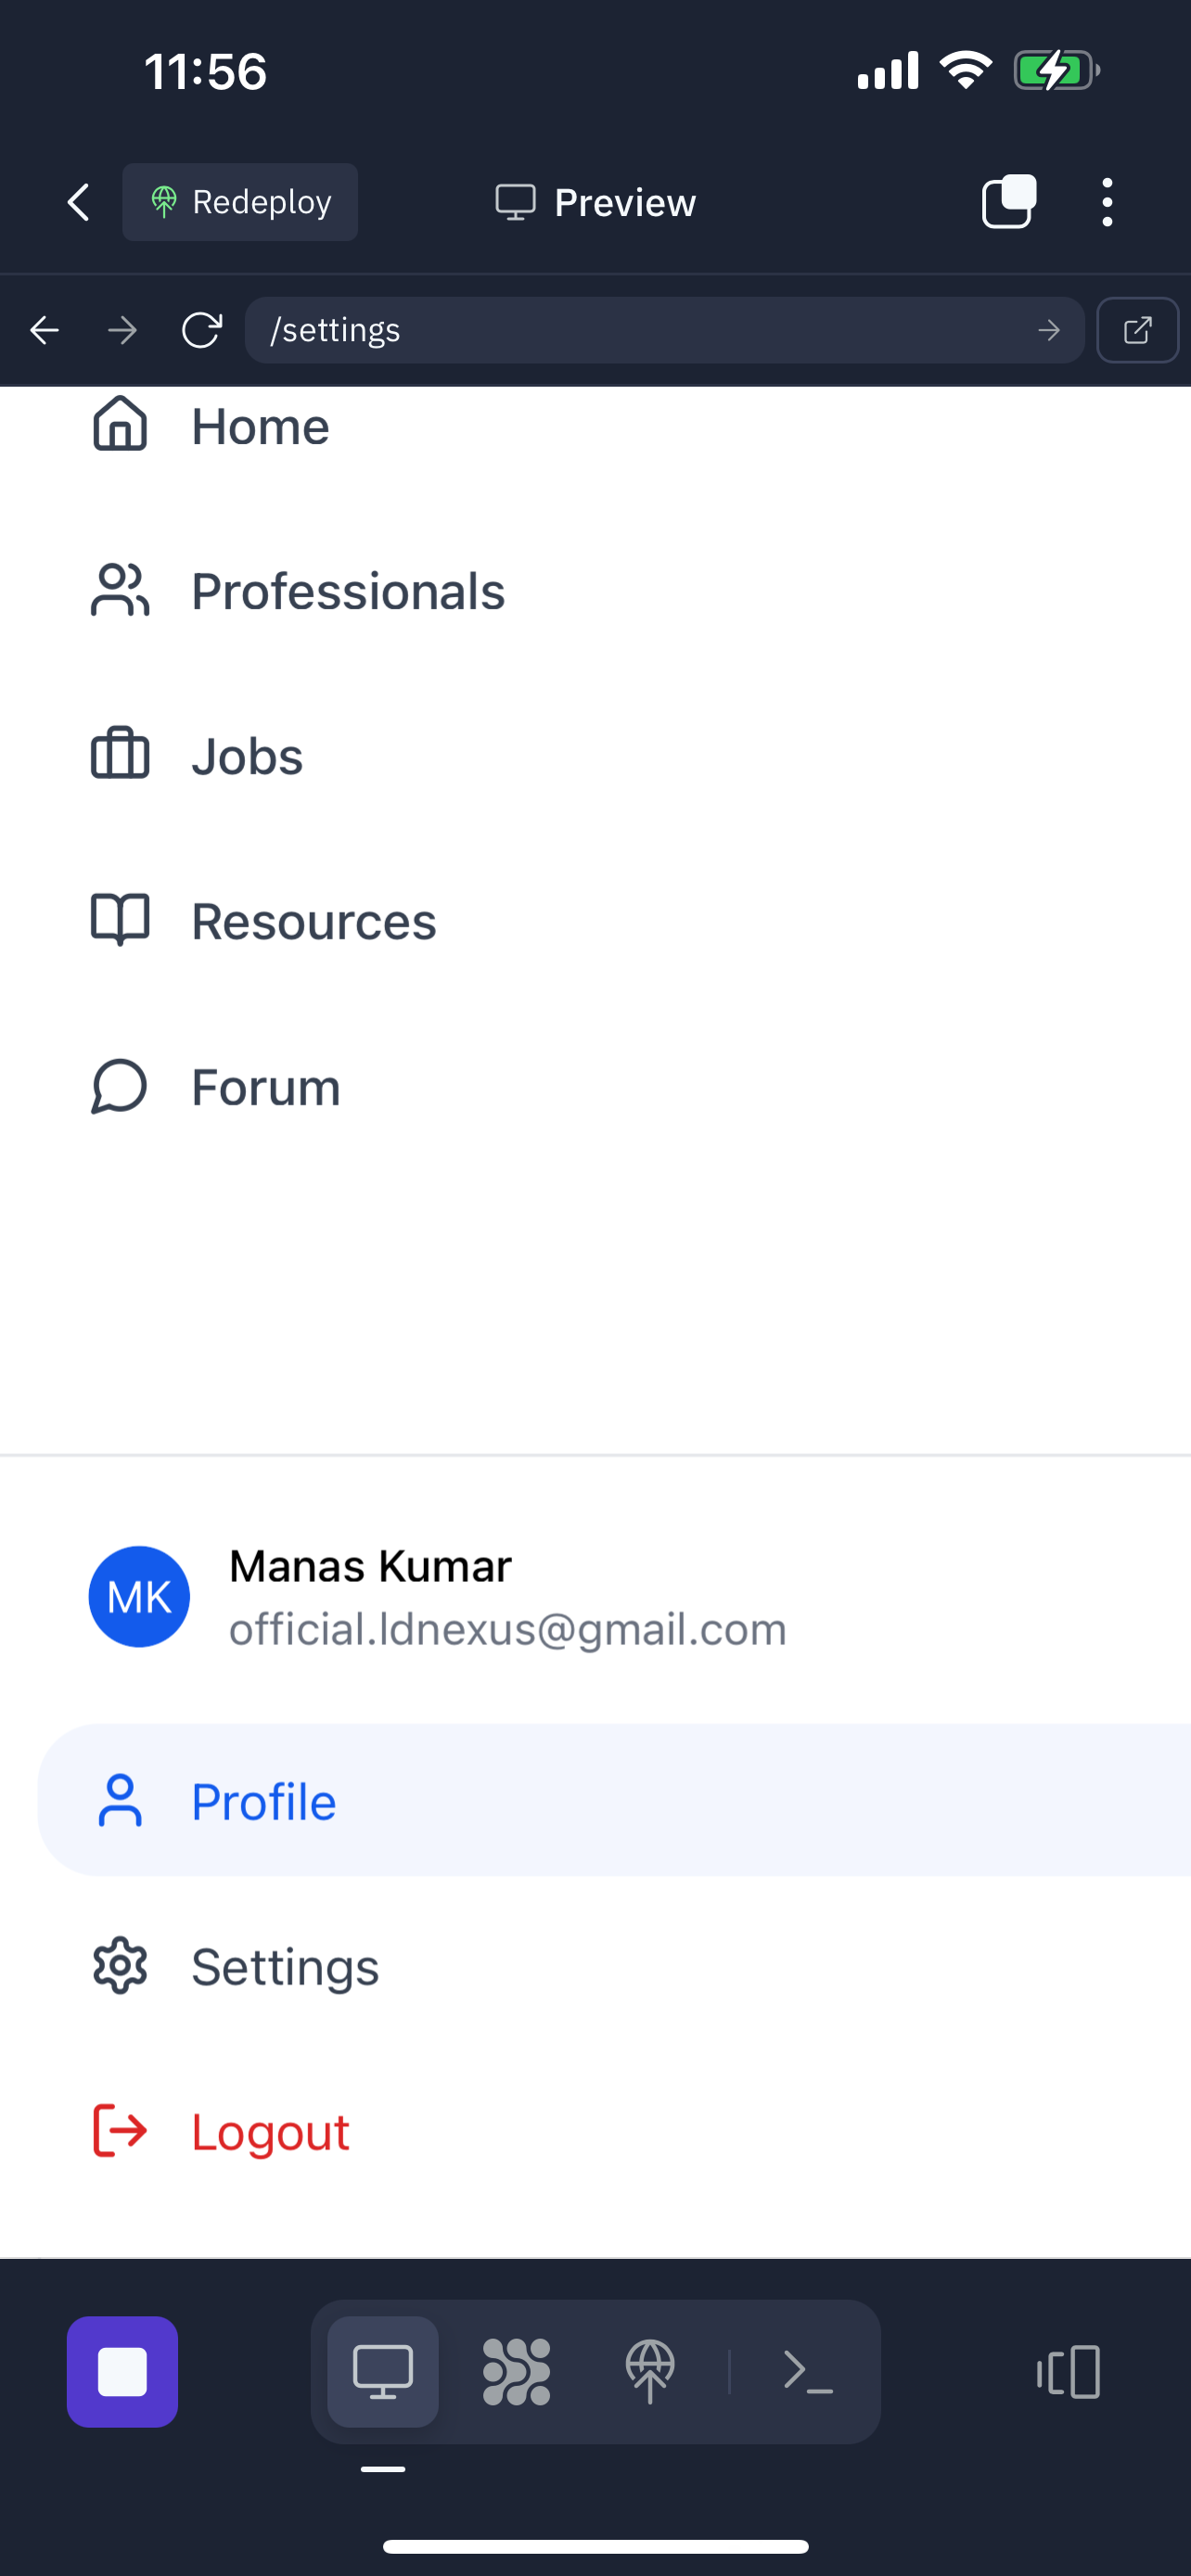 11:56
Redeploy
Preview
/settings
Home
Professionals
Jobs
Resources
Forum
MK
Manas Kumar
official.ldnexus@gmail.com
Profile
Settings
Logout